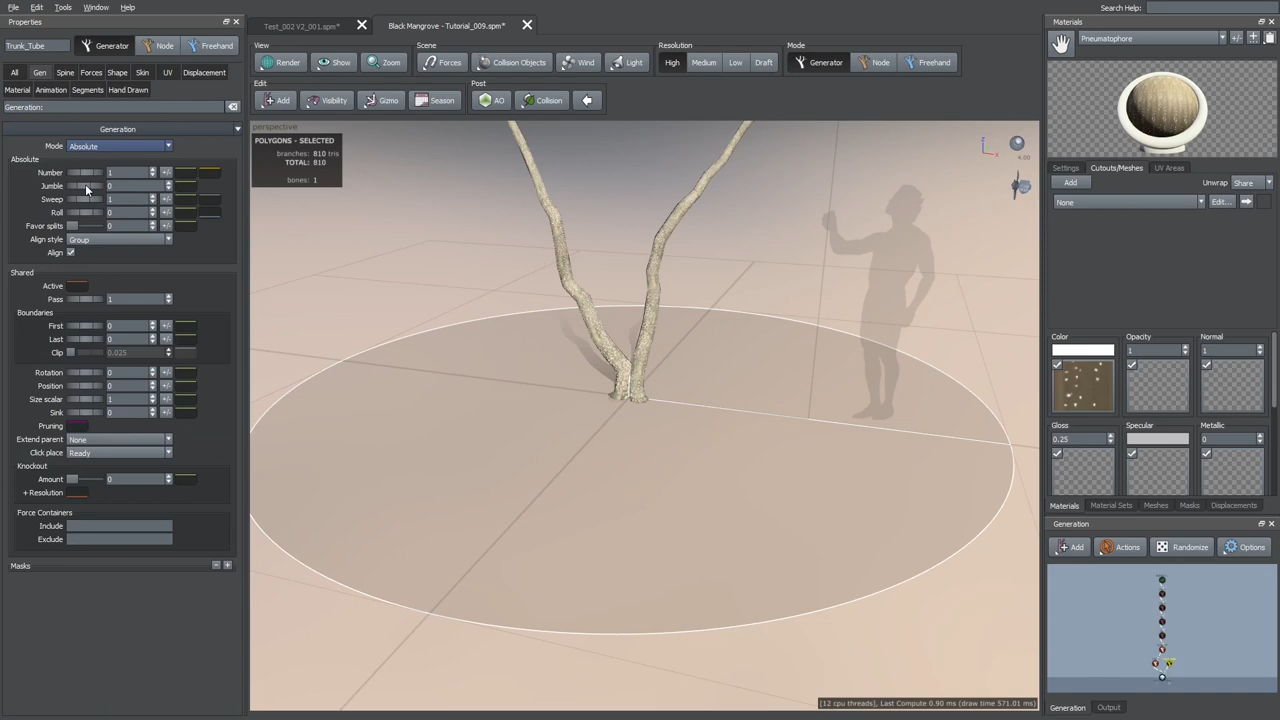 File Edit Tools Window Help
Search Help:
Properties
Trunk_Tube Generator Node Freehand
All Gen Spine Forces Shape Skin UV Displacement
Material Animation Segments Hand Drawn
Generation:
Generation
Mode Absolute
Absolute
Number 1 +/-
Jumble 0
Sweep 1 +/-
Roll 0 +/-
Favor splits 0 +/-
Align style Group
Align
Shared
Active
Pass 1
Boundaries
First 0 +/-
Last 0 +/-
Clip 0.025
Rotation 0 +/-
Position 0 +/-
Size scalar 1 +/-
Sink 0 +/-
Pruning
Extend parent None
Click place Ready
Knockout
Amount 0
+ Resolution
Force Containers
Include
Exclude
Masks
Test_002 V2_001.spm*
Black Mangrove - Tutorial_009.spm*
View Scene Resolution Mode
Render Show Zoom Forces Collision Objects Wind Light High Medium Low Draft Generator Node Freehand
Edit Post
Add Visibility Gizmo Season AO Collision
perspective
POLYGONS - SELECTED
branches: 810 tris
TOTAL: 810
bones: 1
z
x
4.00
[12 cpu threads], Last Compute 0.90 ms (draw time 571.01 ms)
Materials
Pneumatophore +/-
Settings Cutouts/Meshes UV Areas
Add Unwrap Share
None Edit...
Color Opacity Normal
1 1
Gloss Specular Metallic
0.25 0
Materials Material Sets Meshes Masks Displacements
Generation
Add Actions Randomize Options
Generation Output